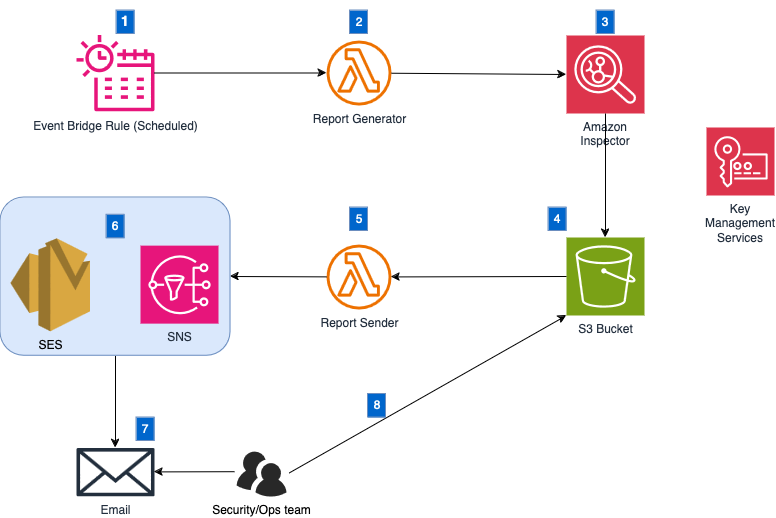 1
2
3
Event Bridge Rule (Scheduled)
Report Generator
Amazon
Inspector
Key
Management
Services
6
5
4
SES
SNS
Report Sender
S3 Bucket
8
7
Email
Security/Ops team